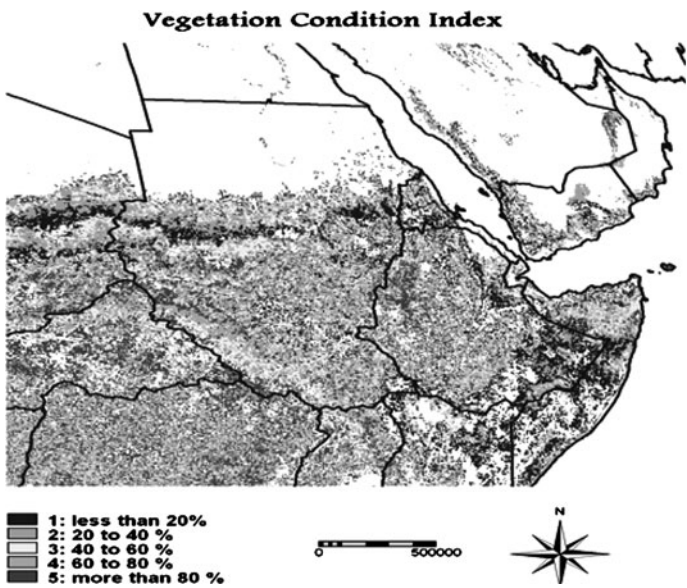 Vegetation Condition Index
1: less than 20%
2: 20 to 40 %
3: 40 to 60 %
4: 60 to 80 %
5: more than 80 %
0 500000
N